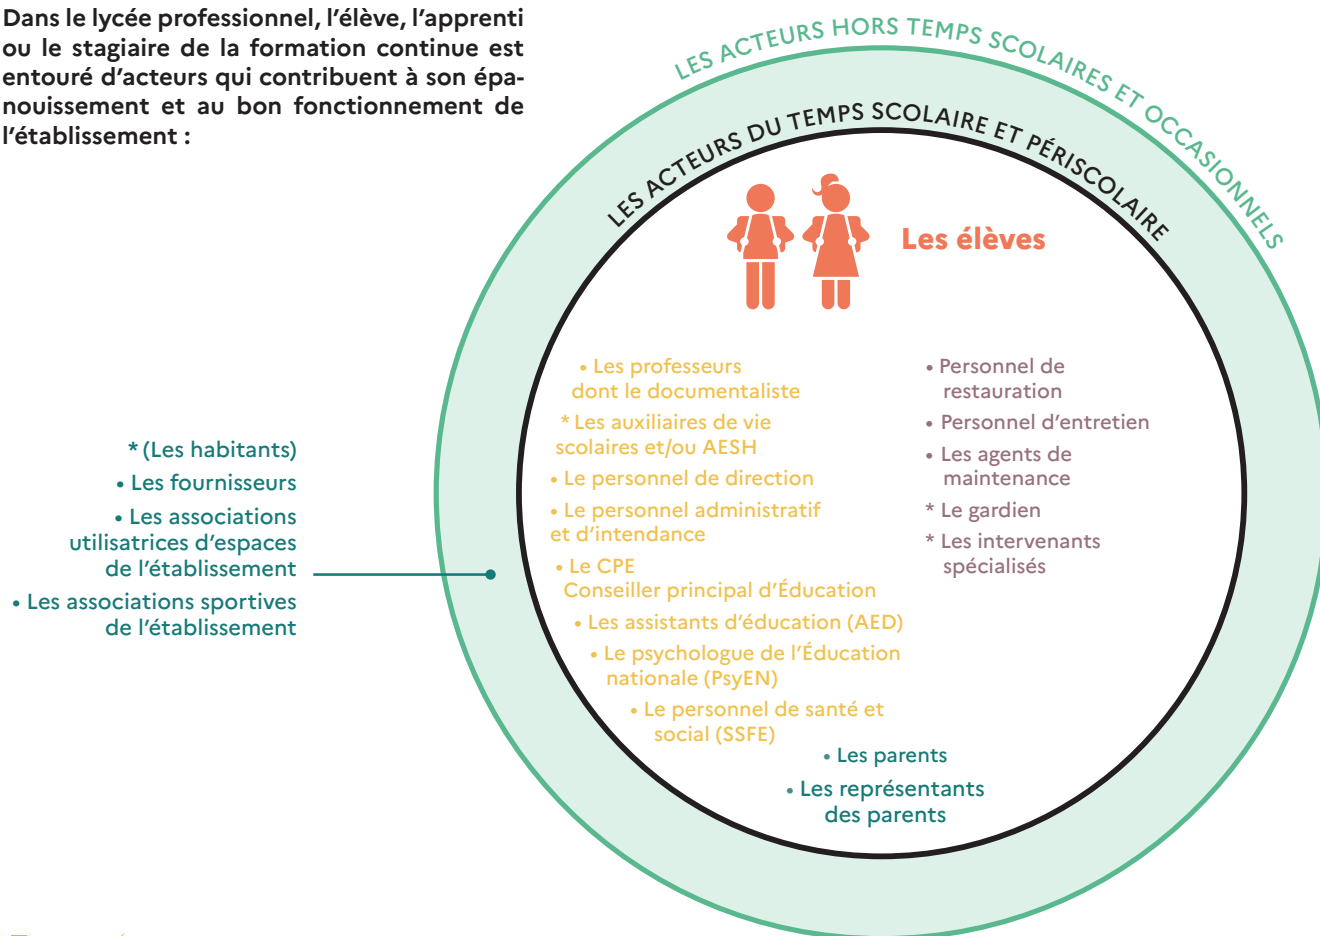 Dans le lycée professionnel, l'élève, l'apprenti
ou le stagiaire de la formation continue est
entouré d'acteurs qui contribuent à son épa-
nouissement et au bon fonctionnement de
l'établissement :
LES ACTEURS HORS TEMPS SCOLAIRES ET OCCASIONNELS
LES ACTEURS DU TEMPS SCOLAIRE ET PÉRISCOLAIRE
Les élèves
• Les professeurs
dont le documentaliste
* Les auxiliaires de vie
scolaires et/ou AESH
• Le personnel de direction
• Le personnel administratif
et d'intendance
• Le CPE
Conseiller principal d'Éducation
• Les assistants d'éducation (AED)
• Le psychologue de l'Éducation
nationale (PsyEN)
• Le personnel de santé et
social (SSFE)
• Personnel de
restauration
• Personnel d'entretien
• Les agents de
maintenance
* Le gardien
* Les intervenants
spécialisés
• Les parents
• Les représentants
des parents
* (Les habitants)
• Les fournisseurs
• Les associations
utilisatrices d'espaces
de l'établissement
• Les associations sportives
de l'établissement